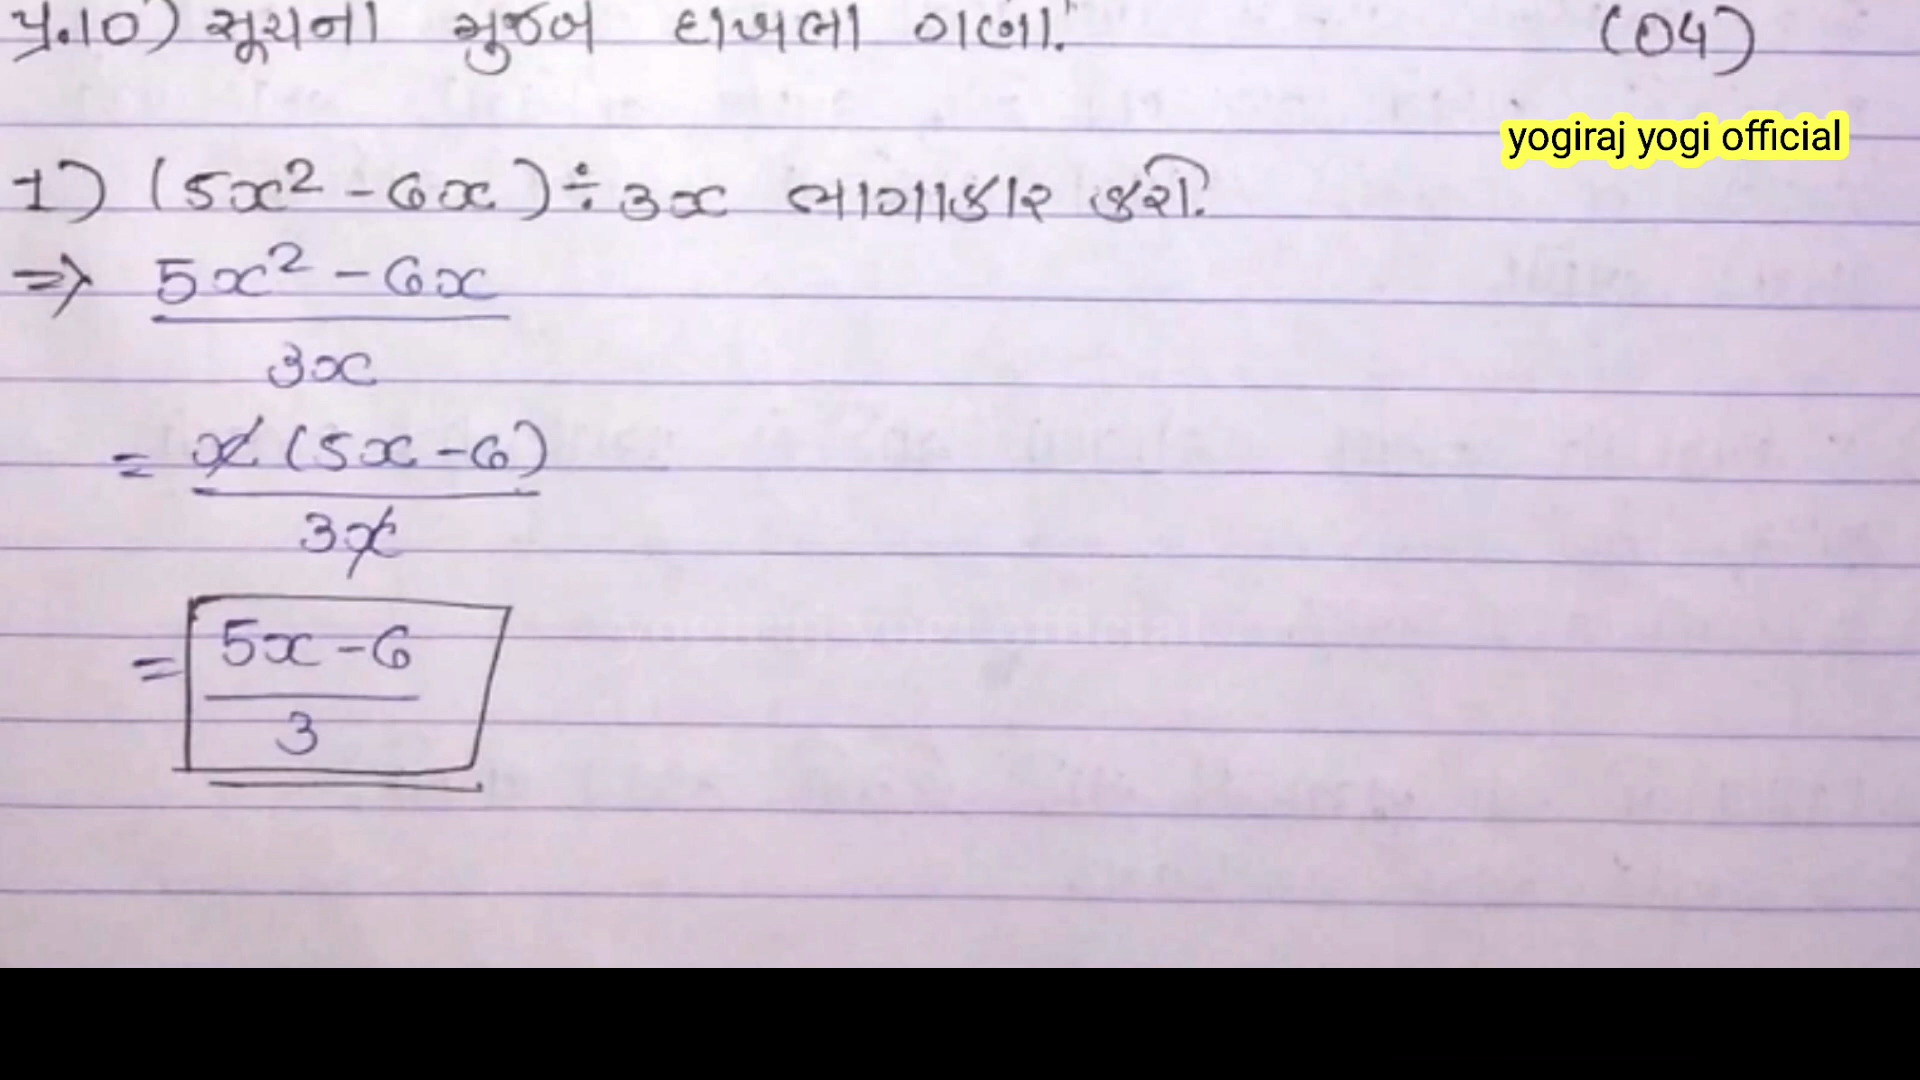 પ્ર.10) સૂચના મુજબ દાખલા ગણો. (04)
yogiraj yogi official
1) (5x² - 6x) ÷ 3x ભાગાકાર કરો.
⇒ 5x² - 6x
3x
= x (5x - 6)
3x
= 5x - 6
3